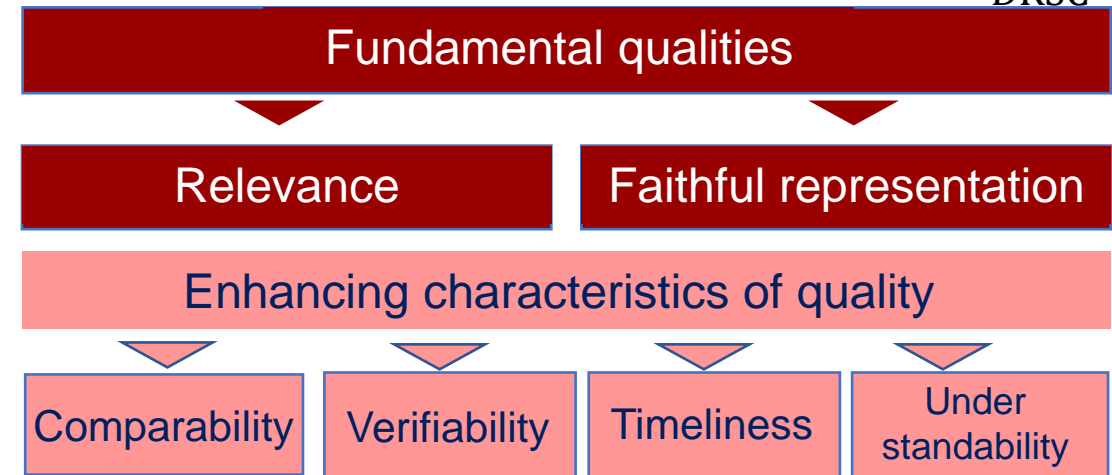 Fundamental qualities
Relevance
Faithful representation
Enhancing characteristics of quality
Comparability
Verifiability
Timeliness
Under
standability